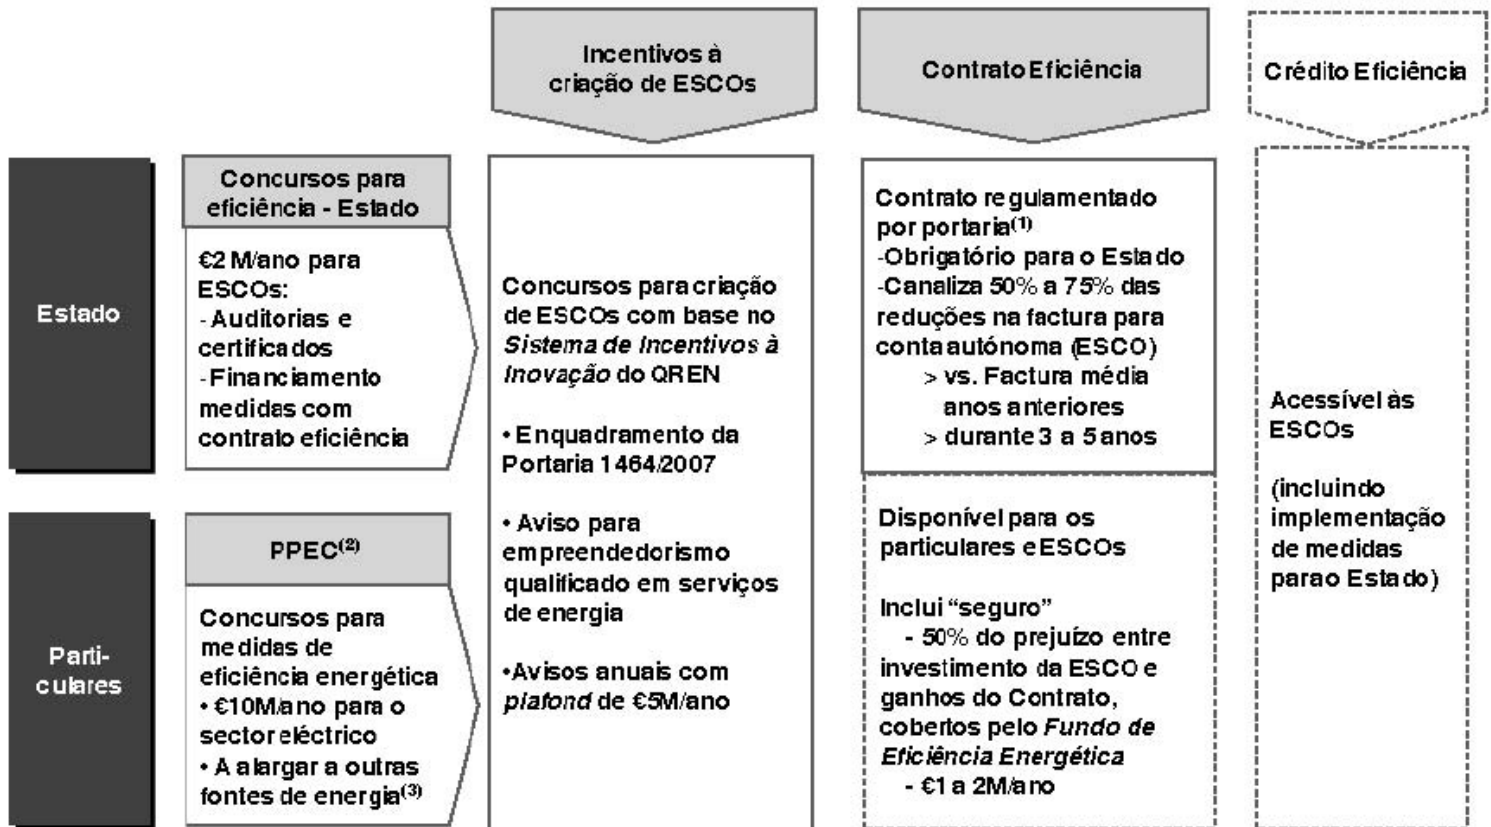 Incentivos à
criação de ESCOs
Contrato Eficiência
Crédito Eficiência
Estado
Concursos para
eficiência - Estado
€2 M/ano para
ESCOs:
- Auditorias e
certificados
- Financiamento
medidas com
contrato eficiência
Parti-
culares
PPEC(2)
Concursos para
medidas de
eficiência energética
• €10M/ano para o
sector eléctrico
• A alargar a outras
fontes de energia(3)
Concursos para criação
de ESCOs com base no
Sistema de Incentivos à
Inovação do QREN
• Enquadramento da
Portaria 1464/2007
• Aviso para
empreendedorismo
qualificado em serviços
de energia
•Avisos anuais com
plafond de €5M/ano
Contrato regulamentado
por portaria(1)
-Obrigatório para o Estado
-Canaliza 50% a 75% das
reduções na factura para
conta autónoma (ESCO)
> vs. Factura média
anos anteriores
> durante 3 a 5 anos
Disponível para os
particulares e ESCOs
Inclui “seguro”
- 50% do prejuízo entre
investimento da ESCO e
ganhos do Contrato,
cobertos pelo Fundo de
Eficiência Energética
- €1 a 2M/ano
Acessível às
ESCOs
(incluindo
implementação
de medidas
para o Estado)